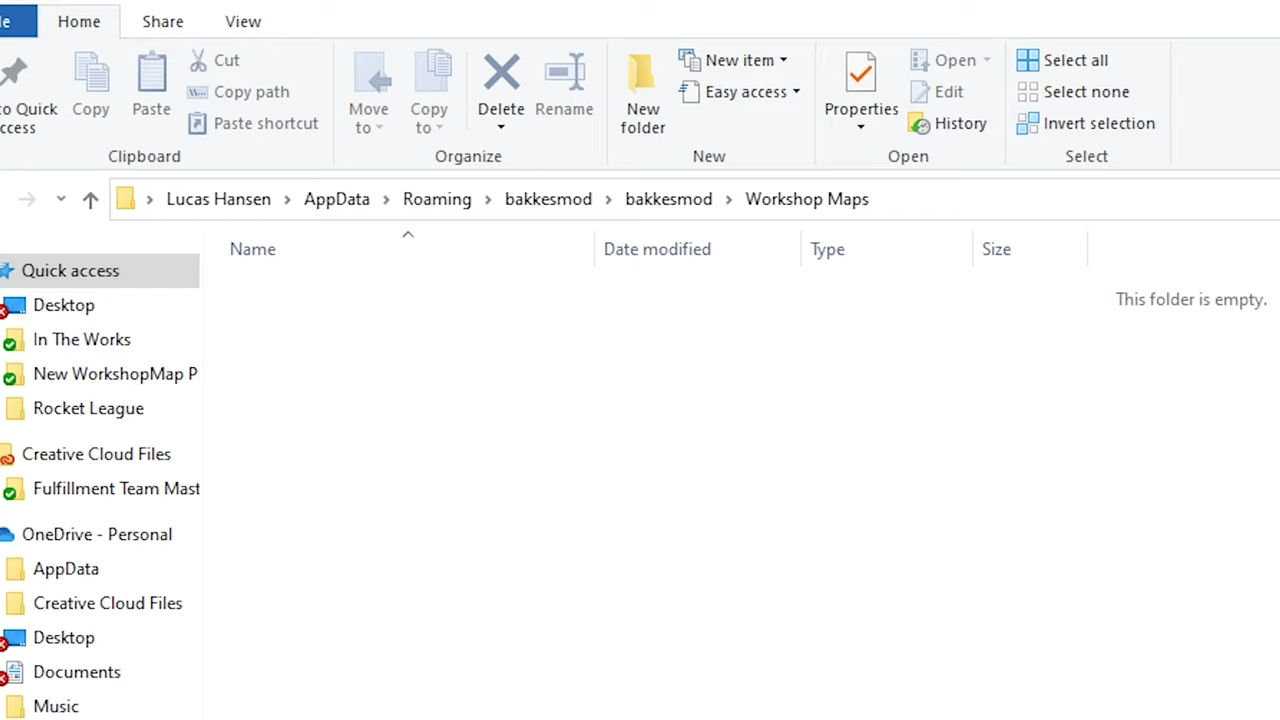 le
Home
Share
View
to Quick
ccess
Copy
Paste
Cut
Copy path
Paste shortcut
Clipboard
Move
to
Copy
to
Delete
Rename
Organize
New
folder
New item
Easy access
New
Properties
Open
Edit
History
Open
Select all
Select none
Invert selection
Select
Lucas Hansen
AppData
Roaming
bakkesmod
bakkesmod
Workshop Maps
Name
Date modified
Type
Size
This folder is empty.
Quick access
Desktop
In The Works
New WorkshopMap P
Rocket League
Creative Cloud Files
Fulfillment Team Mast
OneDrive - Personal
AppData
Creative Cloud Files
Desktop
Documents
Music